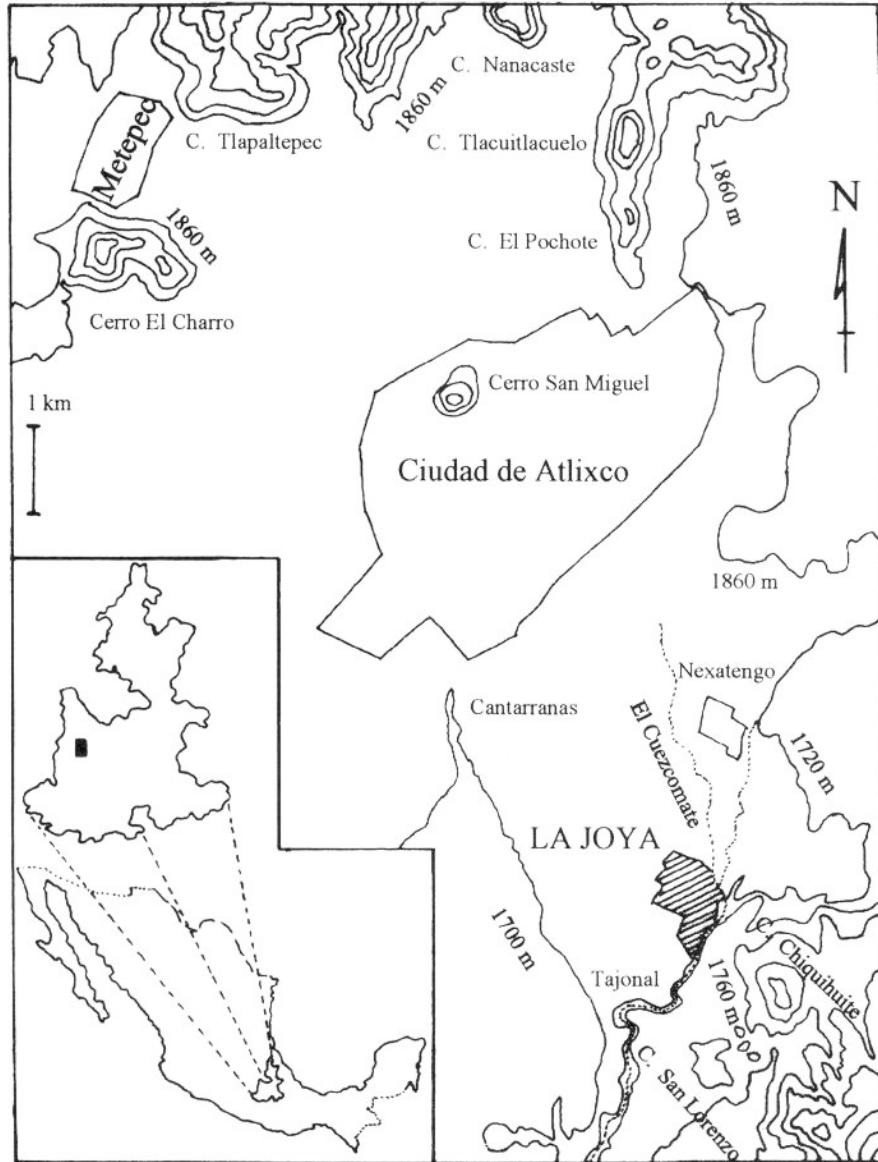 C. Nanacaste
1860 m
C. Tlapaltepec
C. Tlacuitlacuelo
Metepec
1860 m
N
1860 m
C. El Pochote
Cerro El Charro
Cerro San Miguel
1 km
Ciudad de Atlixco
1860 m
Nexatengo
Cantarranas
El Cuezcomate
1720 m
LA JOYA
1700 m
C. Chiquihuite
Tajonal
1760 m
C. San Lorenzo